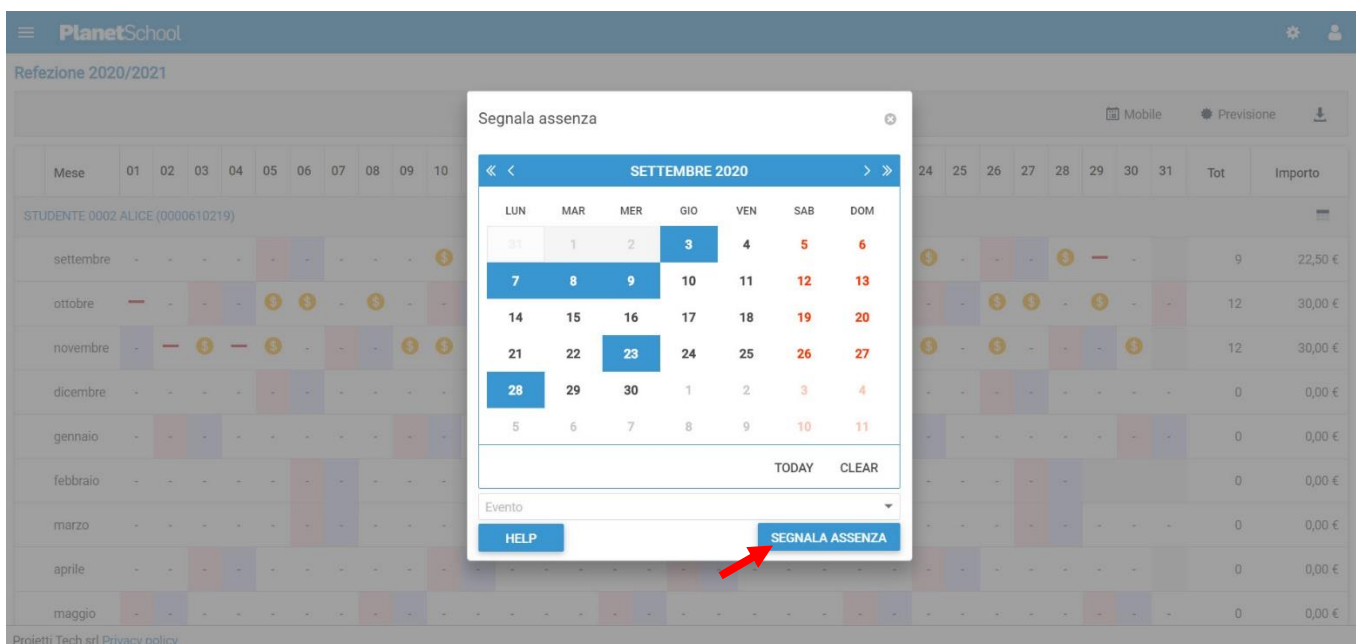 PlanetSchool
Refezione 2020/2021
Mobile Previsione
Mese 01 02 03 04 05 06 07 08 09 10 24 25 26 27 28 29 30 31 Tot Importo
STUDENTE 0002 ALICE (0000610219)
settembre - - - - - - - - - - - - - 9 22,50 €
ottobre - - - - - - - - - - - 12 30,00 €
novembre - - - - - - - - 12 30,00 €
dicembre - - - - - - - - - - - - - - - - - - 0 0,00 €
gennaio - - - - - - - - - - - - - - - - - - 0 0,00 €
febbraio - - - - - - - - - - - - - - - 0 0,00 €
marzo - - - - - - - - - - - - - - - - - - 0 0,00 €
aprile - - - - - - - - - - - - - - - - - - - - - - - - - - - - - - 0 0,00 €
maggio - - - - - - - - - - - - - - - - - - - - - - - - - - - - - - - 0 0,00 €
Proietti Tech srl Privacy policy
Segnala assenza
SETTEMBRE 2020
LUN MAR MER GIO VEN SAB DOM
31 1 2 3 4 5 6
7 8 9 10 11 12 13
14 15 16 17 18 19 20
21 22 23 24 25 26 27
28 29 30 1 2 3 4
5 6 7 8 9 10 11
TODAY CLEAR
Evento
HELP SEGNALA ASSENZA